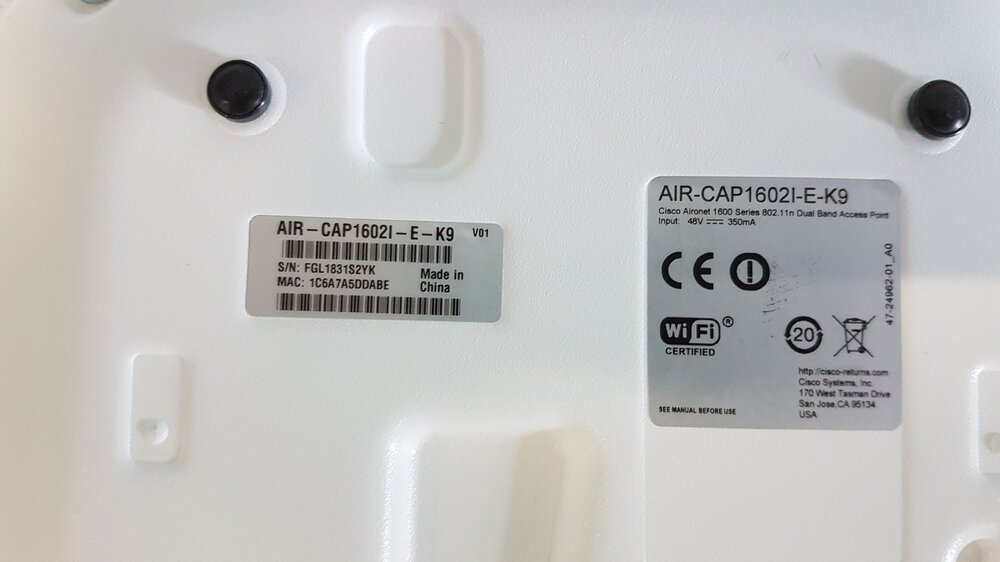 AIR-CAP1602I-E-K9 V01
S/N: FGL1831S2YK
MAC: 1C6A7A5DDABE
Made in
China
AIR-CAP1602I-E-K9
Cisco Aironet 1600 Series 802.11n Dual Band Access Point
Input: 48V ⎓ 350mA
CE
47-24962-01_A0
Wi Fi ®
CERTIFIED
20
http://cisco-returns.com
Cisco Systems, Inc.
170 West Tasman Drive
San Jose,CA 95134
USA
SEE MANUAL BEFORE USE